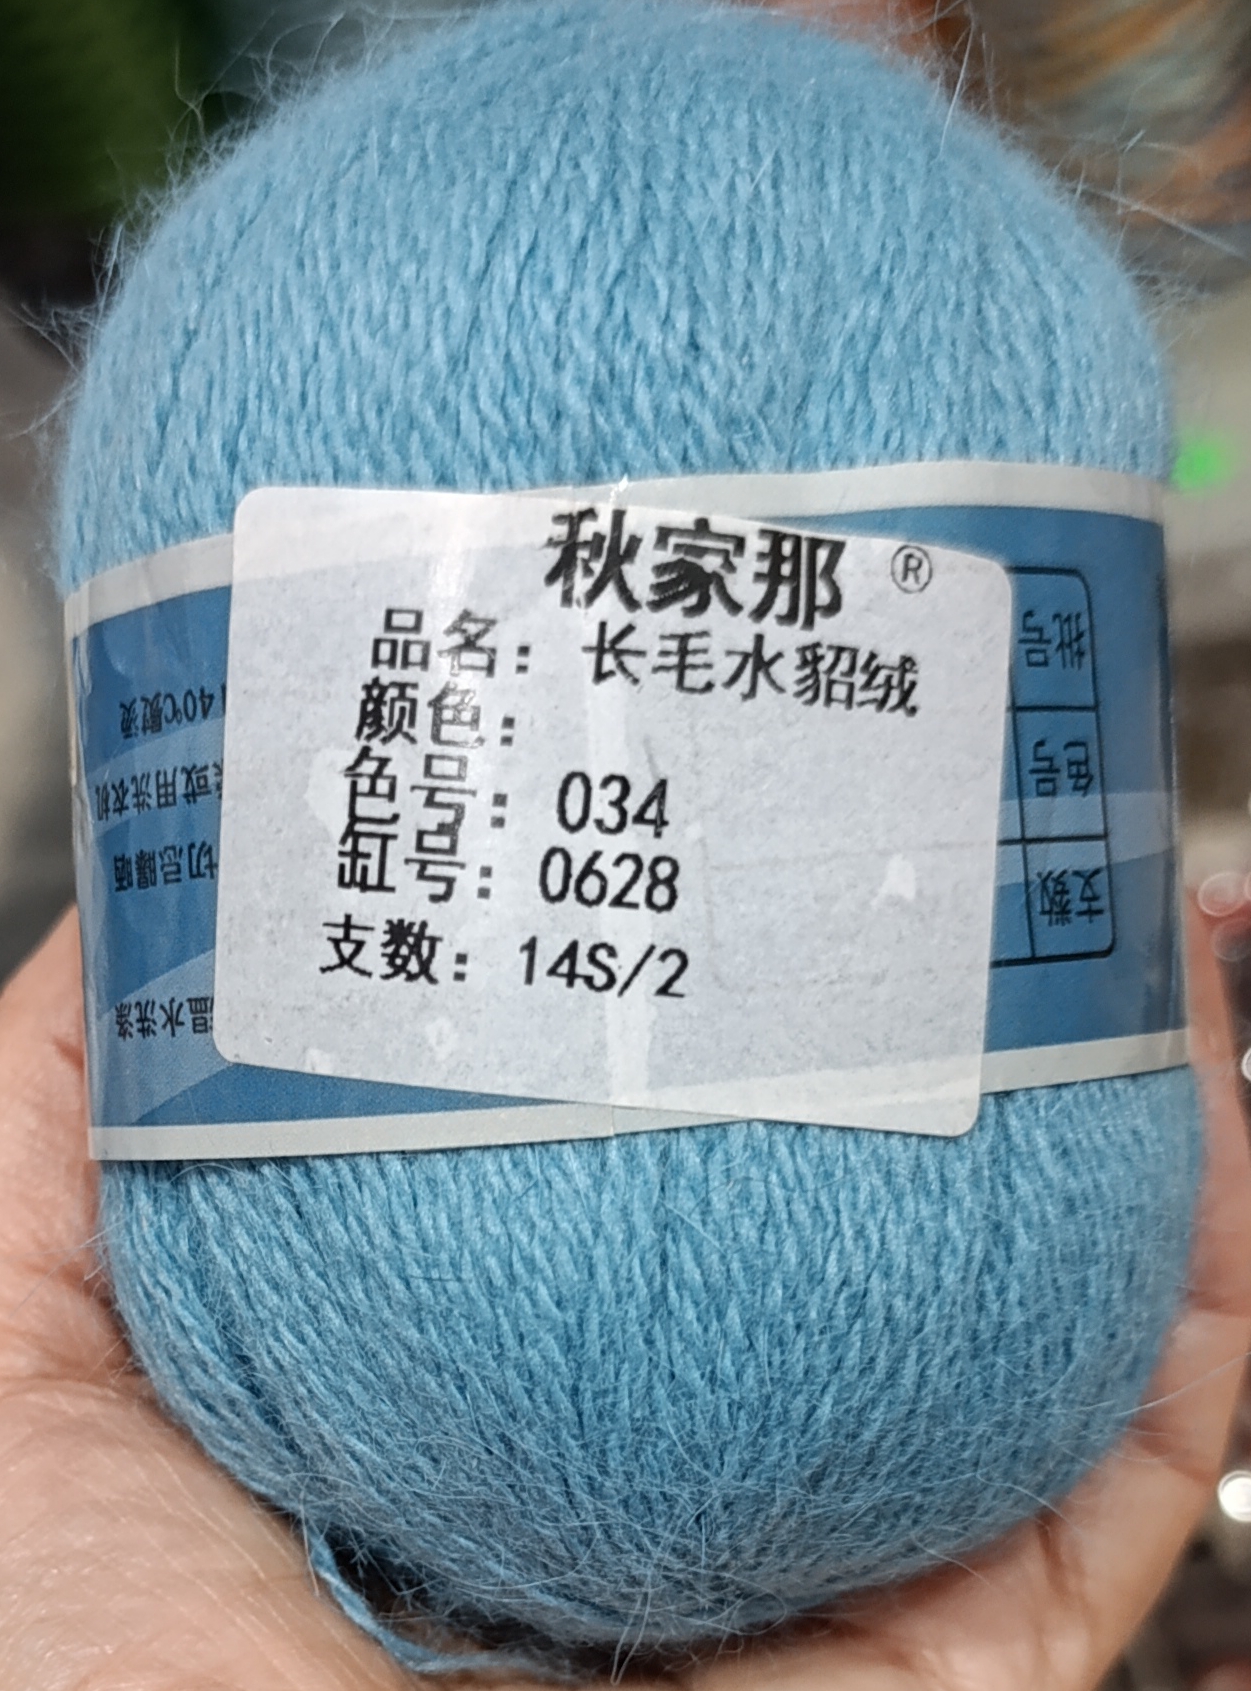 秋家那®
品名：长毛水貂绒
颜色：
色号：034
缸号：0628
支数：14S/2
批号
色号
支数
温水洗涤
切忌曝晒
或用洗衣机
40℃熨烫